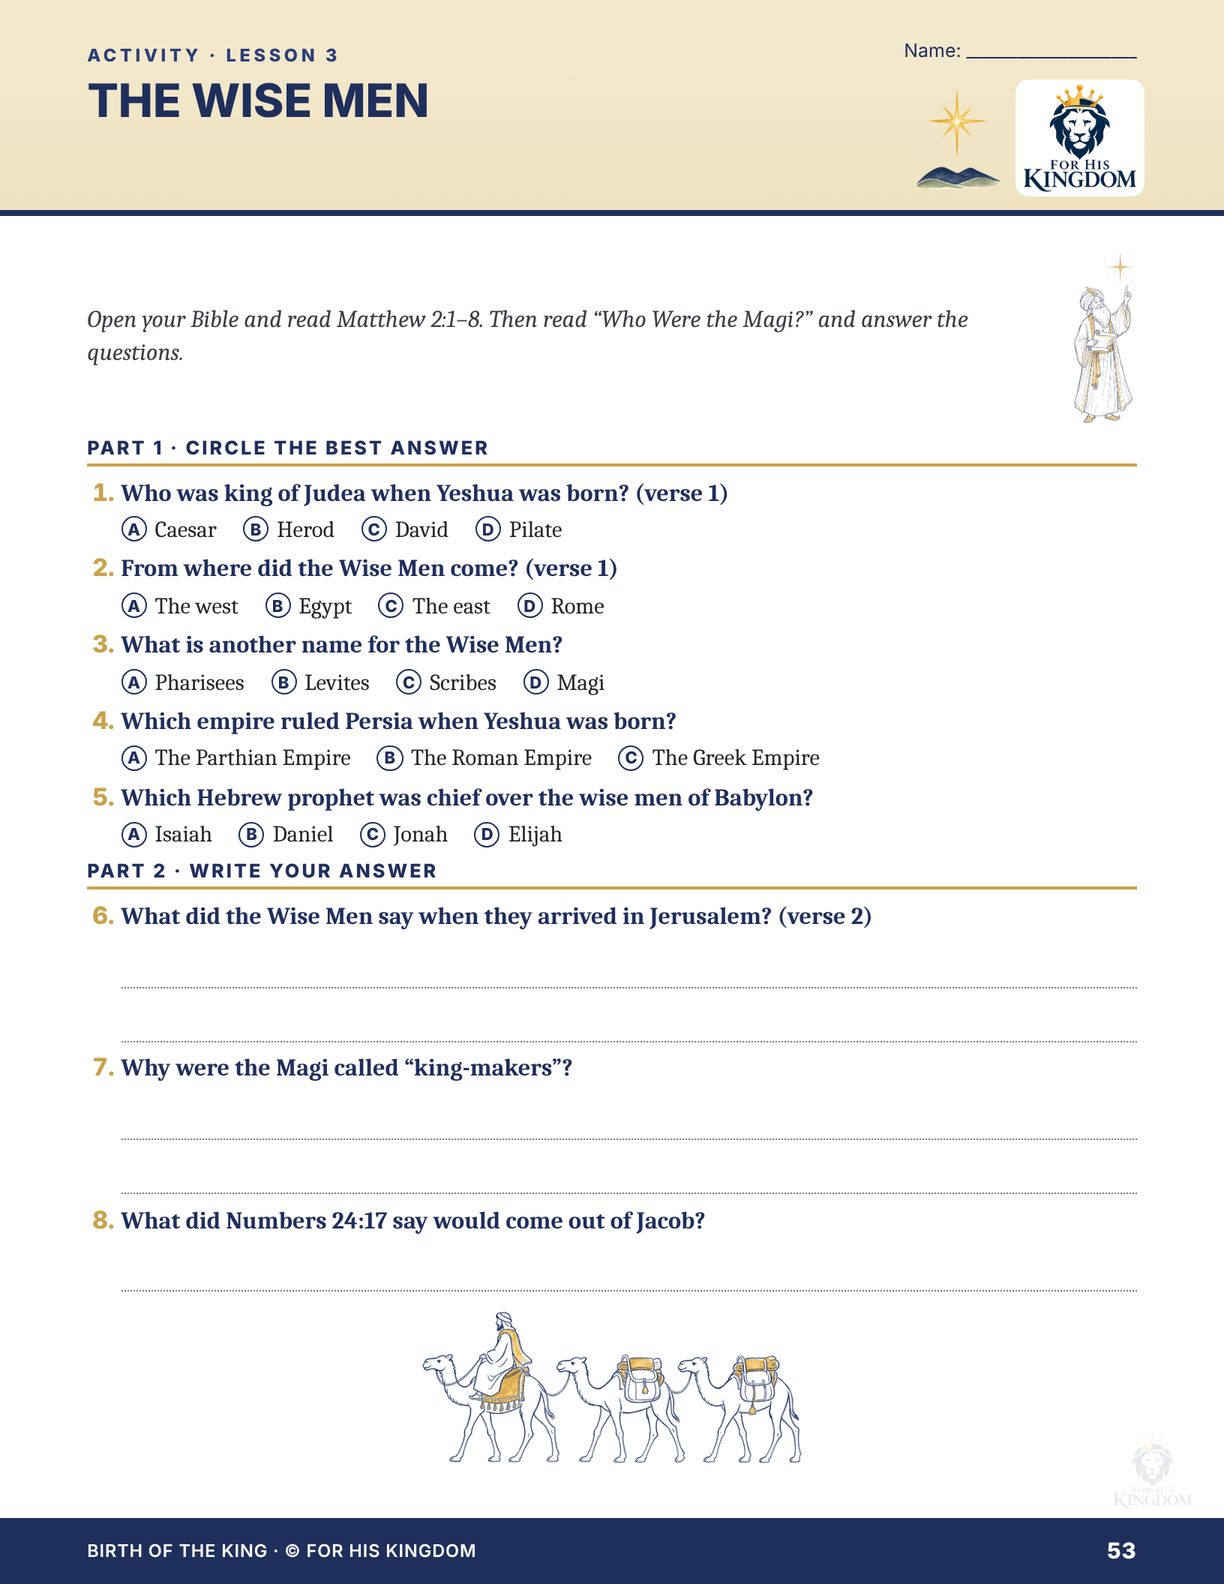 ACTIVITY · LESSON 3
THE WISE MEN
Name: ________________
FOR HIS
KINGDOM
Open your Bible and read Matthew 2:1–8. Then read “Who Were the Magi?” and answer the
questions.
PART 1 · CIRCLE THE BEST ANSWER
1. Who was king of Judea when Yeshua was born? (verse 1)
A Caesar B Herod C David D Pilate
2. From where did the Wise Men come? (verse 1)
A The west B Egypt C The east D Rome
3. What is another name for the Wise Men?
A Pharisees B Levites C Scribes D Magi
4. Which empire ruled Persia when Yeshua was born?
A The Parthian Empire B The Roman Empire C The Greek Empire
5. Which Hebrew prophet was chief over the wise men of Babylon?
A Isaiah B Daniel C Jonah D Elijah
PART 2 · WRITE YOUR ANSWER
6. What did the Wise Men say when they arrived in Jerusalem? (verse 2)
7. Why were the Magi called “king-makers”?
8. What did Numbers 24:17 say would come out of Jacob?
FOR HIS
KINGDOM
BIRTH OF THE KING · © FOR HIS KINGDOM
53